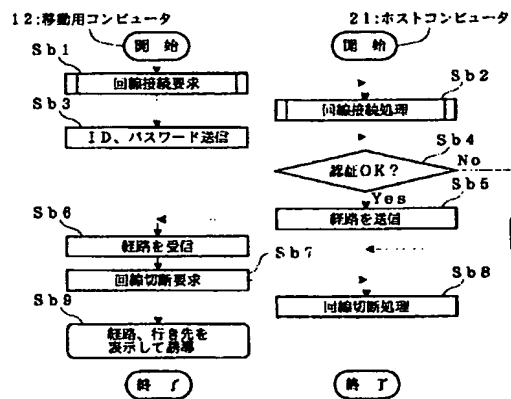 12:移動用コンピュータ
21:ホストコンピュータ
開 始
開 始
Sb1
回線接続要求
Sb2
回線接続処理
Sb3
ID、パスワード送信
Sb4
認証OK?
No
Yes
Sb5
経路を送信
Sb6
経路を受信
Sb7
回線切断要求
Sb8
回線切断処理
Sb9
経路、行き先を
表示して誘導
終 了
終 了